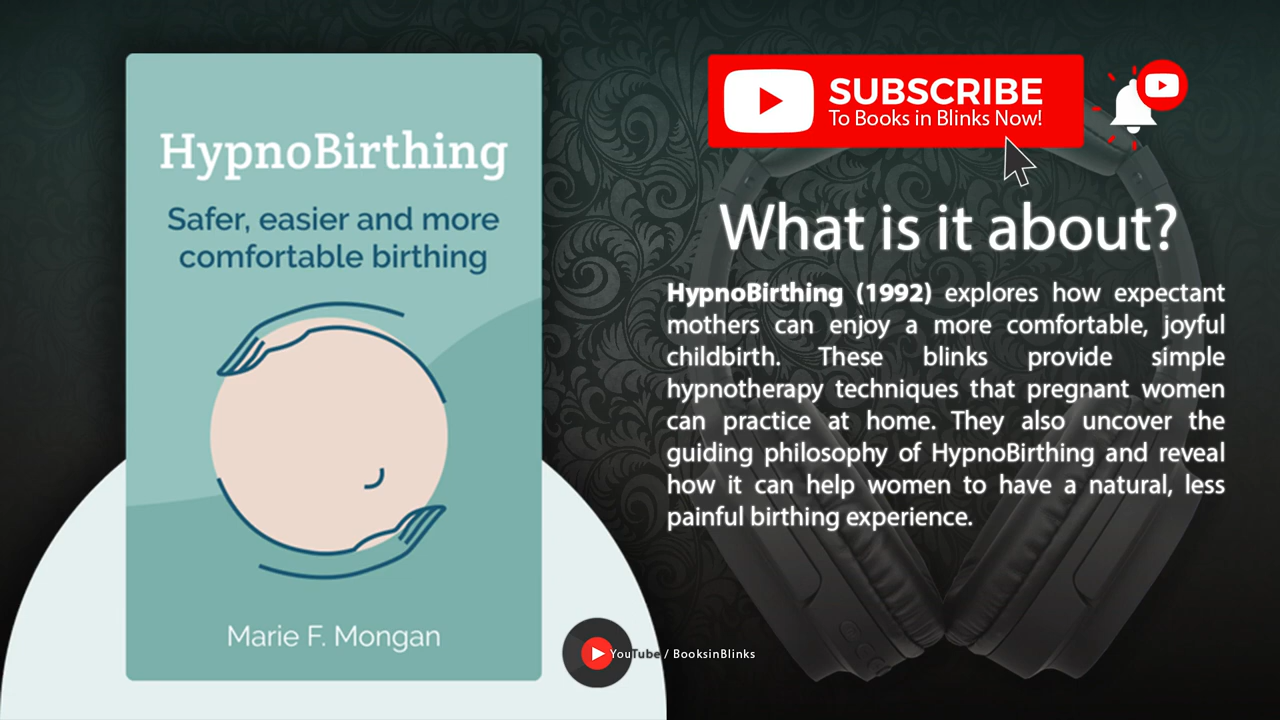 HypnoBirthing
Safer, easier and more
comfortable birthing
Marie F. Mongan
SUBSCRIBE
To Books in Blinks Now!
What is it about?
HypnoBirthing (1992) explores how expectant
mothers can enjoy a more comfortable, joyful
childbirth. These blinks provide simple
hypnotherapy techniques that pregnant women
can practice at home. They also uncover the
guiding philosophy of HypnoBirthing and reveal
how it can help women to have a natural, less
painful birthing experience.
YouTube / BooksinBlinks